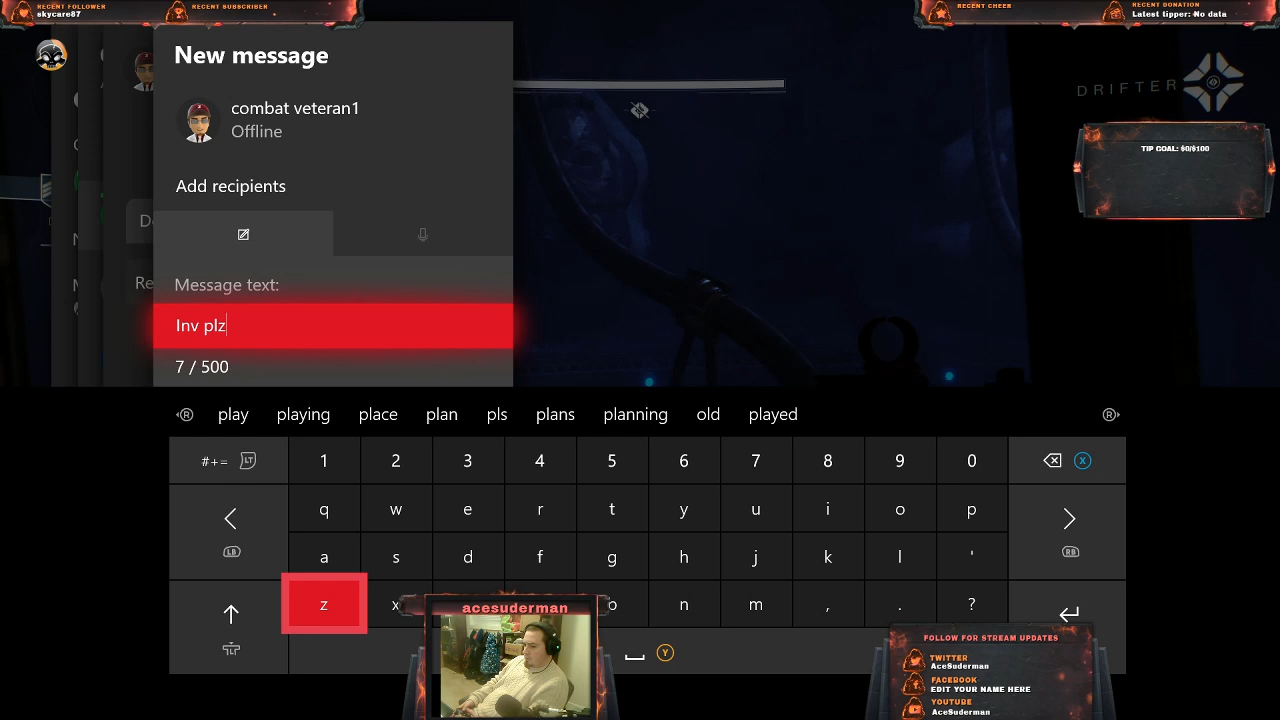 RECENT FOLLOWER
skycare87
RECENT SUBSCRIBER
RECENT CHEER
RECENT DONATION
Latest tipper: No data
New message
combat veteran1
Offline
Add recipients
DRIFTER
TIP GOAL: $0/$100
Message text:
Inv plz
7 / 500
play playing place plan pls plans planning old played
#+= LT 1 2 3 4 5 6 7 8 9 0 X
q w e r t y u i o p
LB a s d f g h j k l ' RB
z x n m , . ?
Y
acesuderman
FOLLOW FOR STREAM UPDATES
TWITTER
AceSuderman
FACEBOOK
EDIT YOUR NAME HERE
YOUTUBE
AceSuderman